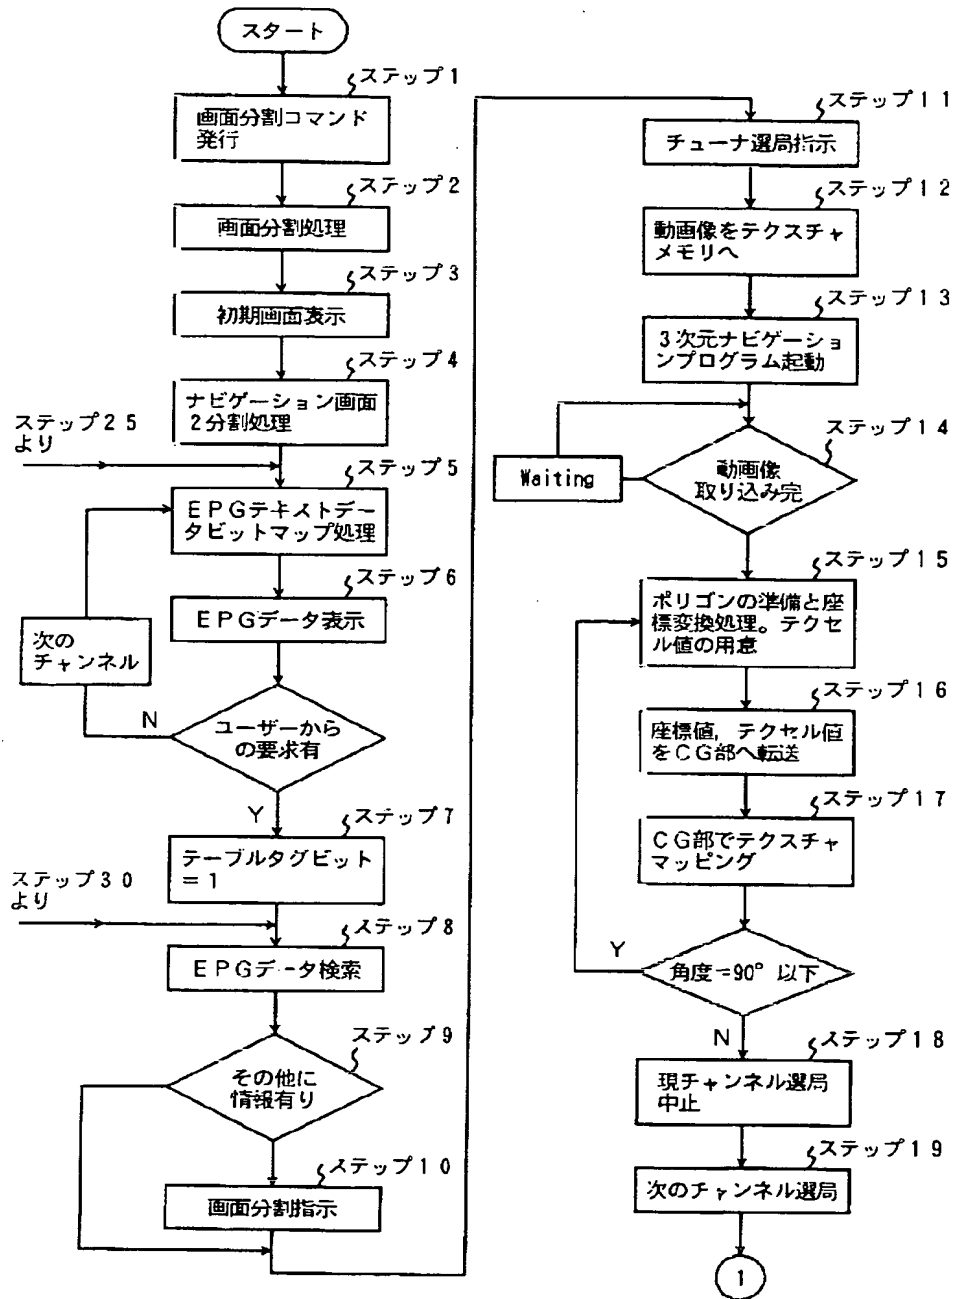 スタート
ステップ1
画面分割コマンド
発行
ステップ2
画面分割処理
ステップ3
初期画面表示
ステップ4
ナビゲーション画面
2分割処理
ステップ25
より
ステップ5
EPGテキストデー
タビットマップ処理
ステップ6
EPGデータ表示
次の
チャンネル
N
ユーザーから
の要求有
Y
ステップ7
テーブルタグビット
=1
ステップ30
より
ステップ8
EPGデータ検索
ステップ9
その他に
情報有り
ステップ10
画面分割指示
ステップ11
チューナ選局指示
ステップ12
動画像をテクスチャ
メモリへ
ステップ13
3次元ナビゲーショ
ンプログラム起動
ステップ14
Waiting
動画像
取り込み完
ステップ15
ポリゴンの準備と座
標変換処理。テクセ
ル値の用意
ステップ16
座標値,テクセル値
をCG部へ転送
ステップ17
CG部でテクスチャ
マッピング
Y
角度=90°以下
N
ステップ18
現チャンネル選局
中止
ステップ19
次のチャンネル選局
1